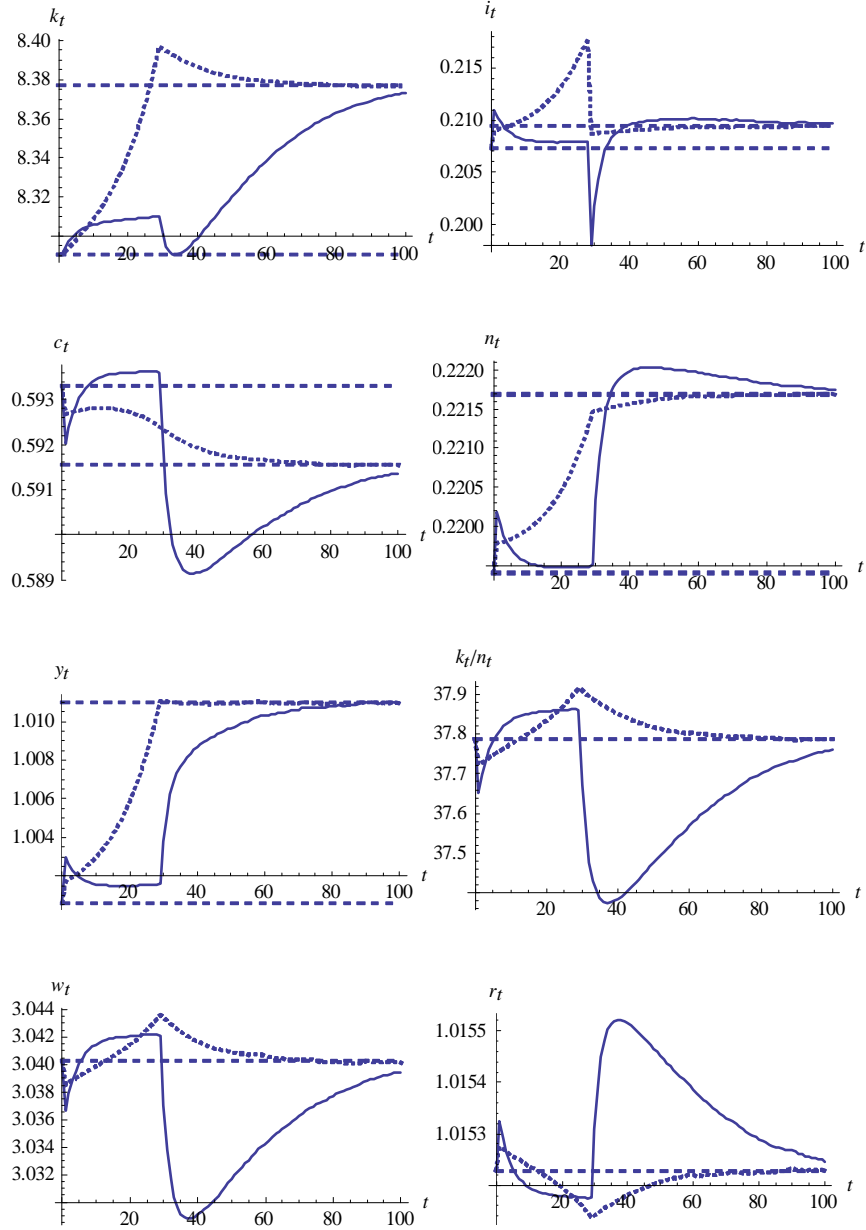 k_t
8.40
8.38
8.36
8.34
8.32
20 40 60 80 100 t
i_t
0.215
0.210
0.205
0.200
20 40 60 80 100 t
c_t
0.593
0.592
0.591
0.589
20 40 60 80 100 t
n_t
0.2220
0.2215
0.2205
0.2200
20 40 60 80 100 t
y_t
1.010
1.008
1.006
1.004
20 40 60 80 100 t
k_t/n_t
37.9
37.8
37.7
37.6
37.5
20 40 60 80 100 t
w_t
3.044
3.042
3.040
3.038
3.036
3.034
3.032
20 40 60 80 100 t
r_t
1.0155
1.0154
1.0153
20 40 60 80 100 t